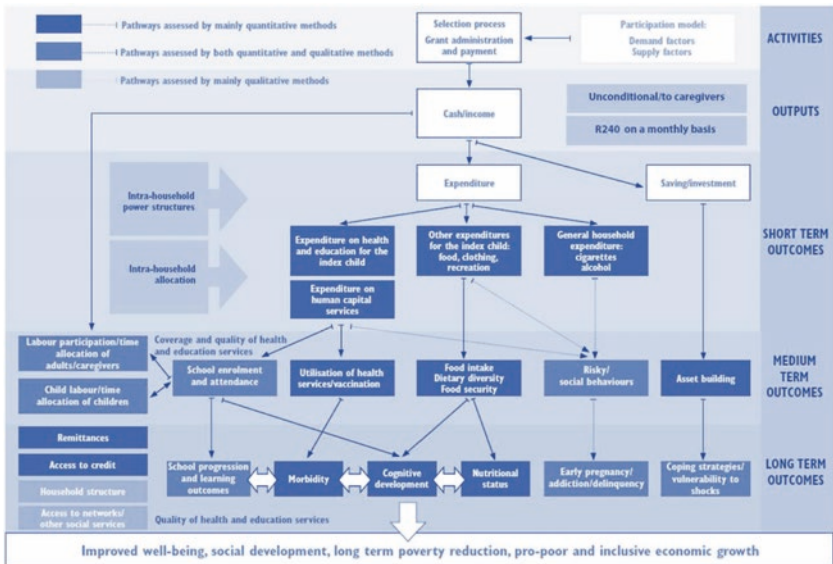 Pathways assessed by mainly quantitative methods
Pathways assessed by both quantitative and qualitative methods
Pathways assessed by mainly qualitative methods
Selection process
Grant administration
and payment
Participation model:
Demand factors
Supply factors
ACTIVITIES
Cash/income
Unconditional/to caregivers
R240 on a monthly basis
OUTPUTS
Intra-household
power structures
Intra-household
allocation
Expenditure
Saving/investment
Expenditure on health
and education for the
index child
Other expenditures
for the index child:
food, clothing,
recreation
General household
expenditure:
cigarettes
alcohol
Expenditure on
human capital
services
SHORT TERM
OUTCOMES
Labour participation/time
allocation of
adults/caregivers
Child labour/time
allocation of children
Coverage and quality of health
and education services
School enrolment
and attendance
Utilisation of health
services/vaccination
Food intake
Dietary diversity
Food security
Risky/
social behaviours
Asset building
MEDIUM
TERM
OUTCOMES
Remittances
Access to credit
Household structure
Access to networks/
other social services
School progression
and learning
outcomes
Morbidity
Cognitive
development
Nutritional
status
Early pregnancy/
addiction/delinquency
Coping strategies/
vulnerability to
shocks
LONG TERM
OUTCOMES
Quality of health and education services
Improved well-being, social development, long term poverty reduction, pro-poor and inclusive economic growth